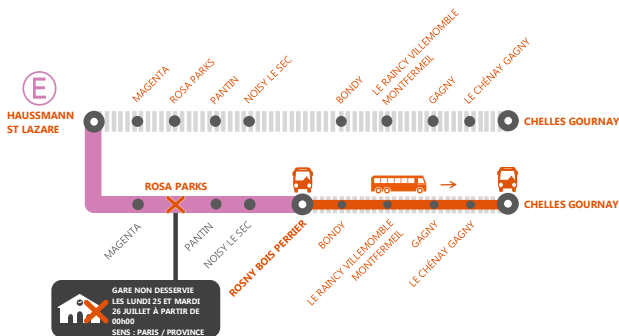 E
HAUSSMANN
ST LAZARE
MAGENTA
ROSA PARKS
PANTIN
NOISY LE SEC
BONDY
LE RAINCY VILLEMOMBLE
MONTFERMEIL
GAGNY
LE CHÉNAY GAGNY
CHELLES GOURNAY
ROSA PARKS
MAGENTA
PANTIN
NOISY LE SEC
ROSNY BOIS PERRIER
BONDY
LE RAINCY VILLEMOMBLE
MONTFERMEIL
GAGNY
LE CHÉNAY GAGNY
CHELLES GOURNAY
GARE NON DESSERVIE
LES LUNDI 25 ET MARDI
26 JUILLET À PARTIR DE
00h00
SENS : PARIS / PROVINCE